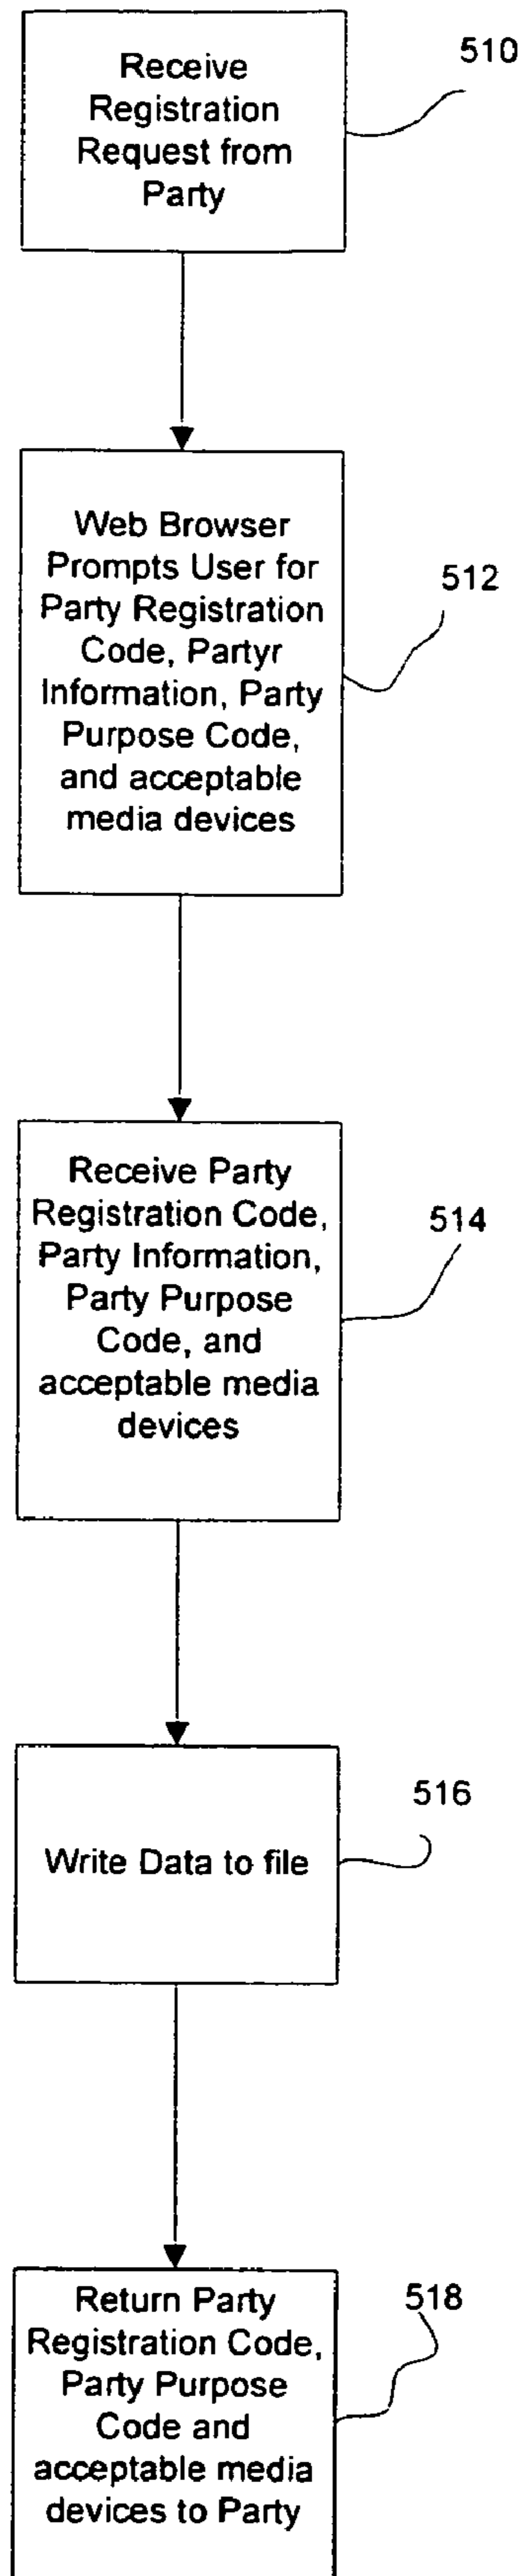 Receive
Registration
Request from
Party
510
Web Browser
Prompts User for
Party Registration
Code, Partyr
Information, Party
Purpose Code,
and acceptable
media devices
512
Receive Party
Registration Code,
Party Information,
Party Purpose
Code, and
acceptable media
devices
514
Write Data to file
516
Return Party
Registration Code,
Party Purpose
Code and
acceptable media
devices to Party
518